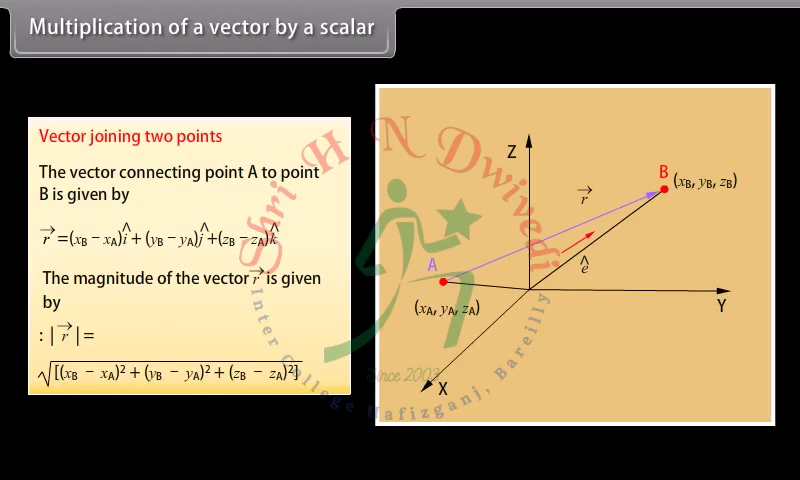 Multiplication of a vector by a scalar
Vector joining two points
The vector connecting point A to point
B is given by
r⃗ =(xB − xA)î + (yB − yA)ĵ +(zB − zA)k̂
The magnitude of the vector r⃗ is given
by
: | r⃗ | =
√[(xB − xA)² + (yB − yA)² + (zB − zA)²]
Z
B
(xB, yB, zB)
r⃗
A
ê
(xA, yA, zA)
Y
X
Shri H N Dwivedi
Inter College Hafizganj, Bareilly
Since 2003